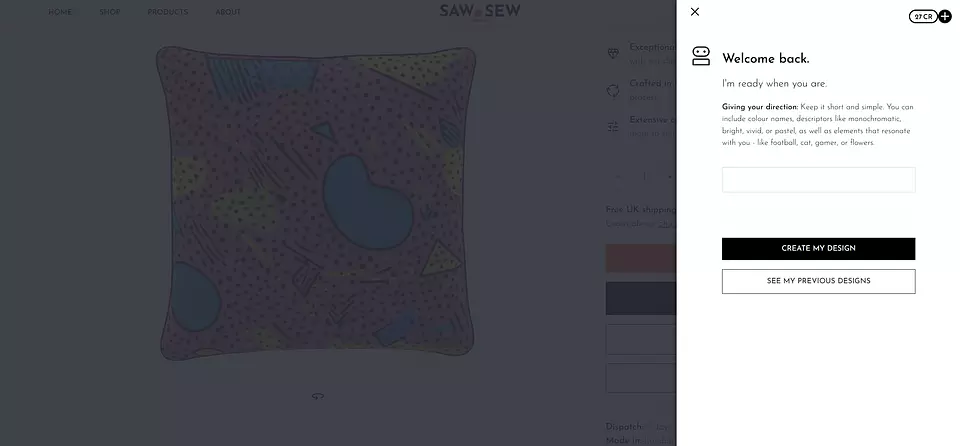 HOME SHOP PRODUCTS ABOUT
SAW SEW
27 CR
Welcome back.
I'm ready when you are.
Giving your direction: Keep it short and simple. You can
include colour names, descriptors like monochromatic,
bright, vivid, or pastel, as well as elements that resonate
with you - like football, cat, gamer, or flowers.
CREATE MY DESIGN
SEE MY PREVIOUS DESIGNS
Crafted
Free UK shipping
Dispatch:
Made in